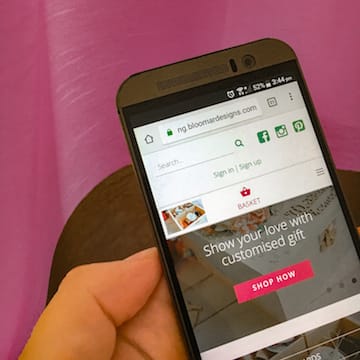 52% 3:44 pm
ng.bloomardesigns.com
Search...
Sign in | Sign up
BASKET
Show your love with
customised gift
SHOP NOW